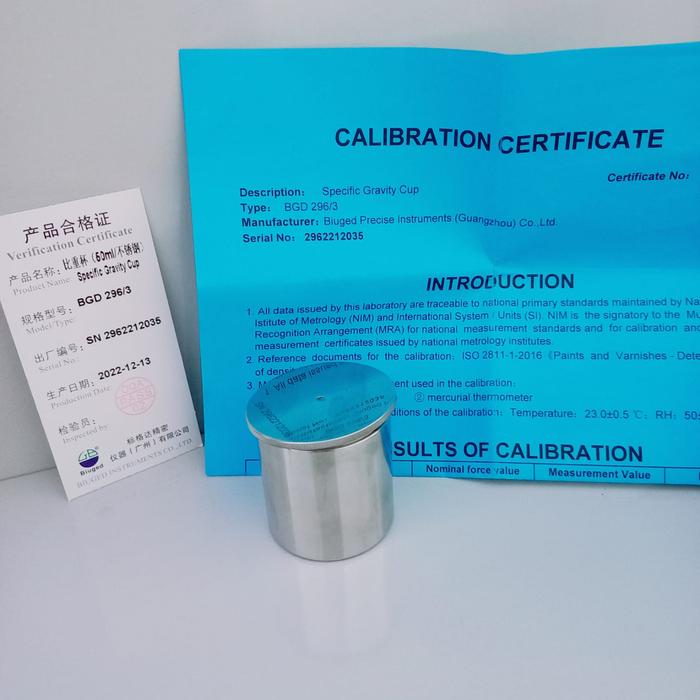 产品合格证
Verification Certificate
产品名称：比重杯（50ml/不锈钢）
Product Name: Specific Gravity Cup
规格型号：BGD 296/3
Model/Type:
出厂编号：SN 2962212035
Serial No.:
生产日期：2022-12-13
Production Date:
检验员：
Inspected by:
标格达精密
仪器（广州）有限公司
Biuged
BIUGED INSTRUMENTS CO.,LTD.
CALIBRATION CERTIFICATE
Certificate No:
Description: Specific Gravity Cup
Type: BGD 296/3
Manufacturer: Biuged Precise Instruments (Guangzhou) Co.,Ltd.
Serial No: 2962212035
INTRODUCTION
1. All data issued by this laboratory are traceable to national primary standards maintained by Na
Istitute of Metrology (NIM) and International System / Units (SI). NIM is the signatory to the Mu
Recognition Arrangement (MRA) for national measurement standards and for calibration and
measurement certificates issued by national metrology institutes.
2. Reference documents for the calibration: ISO 2811-1-2016 《Paints and Varnishes - Dete
of dens
3. M ent used in the calibration:
② mercurial thermometer
ditions of the calibration: Temperature: 23.0±0.5 ℃; RH: 50±
SULTS OF CALIBRATION
Nominal force value Measurement Value